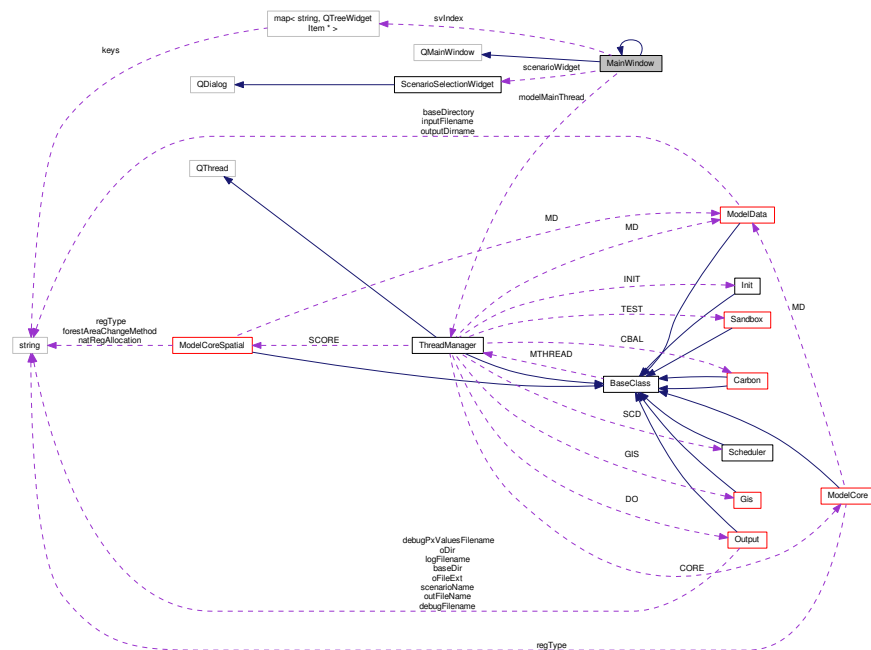 map< string, QTreeWidget
Item * >
svIndex
keys
QMainWindow
MainWindow
scenarioWidget
QDialog
ScenarioSelectionWidget
modelMainThread
baseDirectory
inputFilename
outputDirname
QThread
MD
ModelData
MD
INIT
Init
MD
TEST
Sandbox
regType
forestAreaChangeMethod
natRegAllocation
string
ModelCoreSpatial
SCORE
ThreadManager
CBAL
MTHREAD
BaseClass
Carbon
SCD
Scheduler
GIS
DO
Gis
ModelCore
Output
debugPxValuesFilename
oDir
logFilename
baseDir
oFileExt
scenarioName
outFileName
debugFilename
CORE
regType